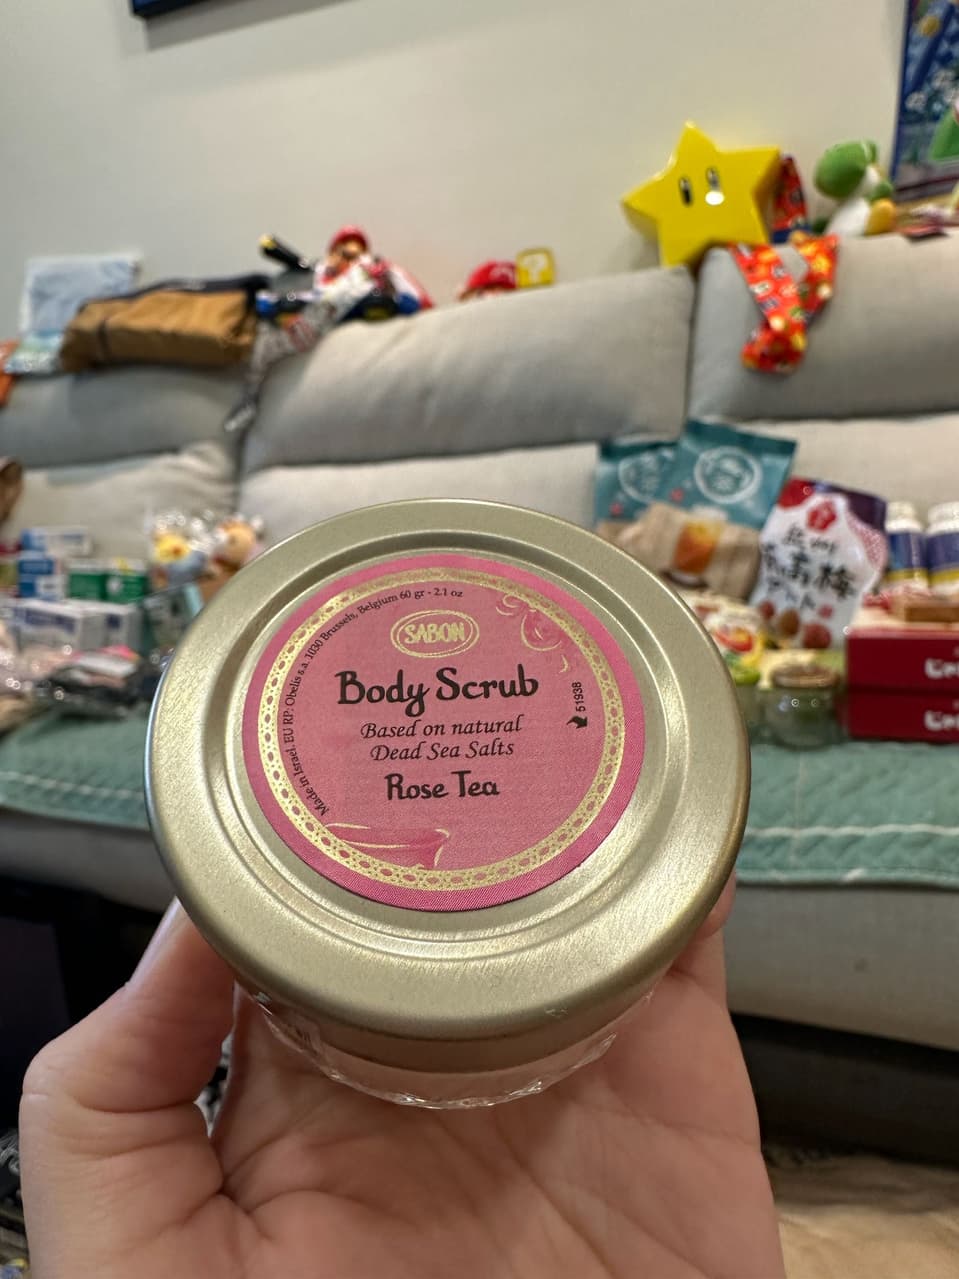 Made in Israel. EU RP: Obelis s.a. 1030 Brussels, Belgium 60 gr - 2.1 oz
SABON
Body Scrub
Based on natural
Dead Sea Salts
Rose Tea
51938
?